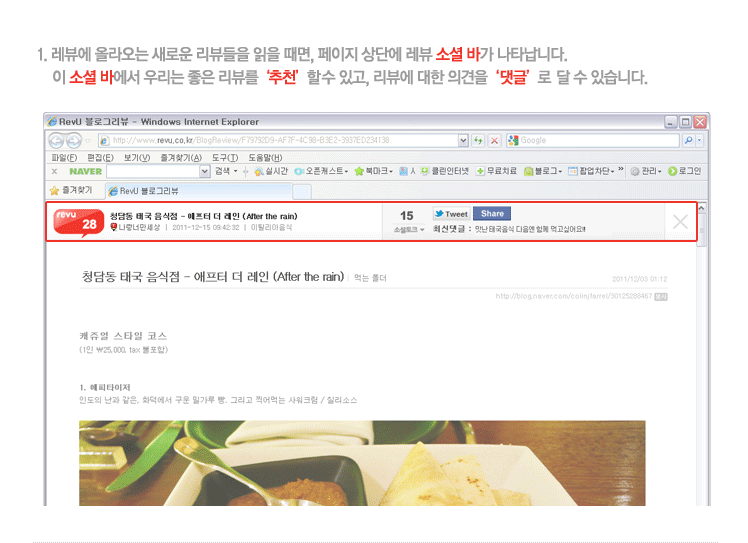 1. 레뷰에 올라오는 새로운 리뷰들을 읽을 때면, 페이지 상단에 레뷰 소셜 바가 나타납니다.
이 소셜 바에서 우리는 좋은 리뷰를 '추천' 할수 있고, 리뷰에 대한 의견을 '댓글' 로 달 수 있습니다.
RevU 블로그리뷰 - Windows Internet Explorer
http://www.revu.co.kr/BlogReview/F79792D9-AF7F-4C98-B3E2-3937ED234130
Google
파일(F) 편집(E) 보기(V) 즐겨찾기(A) 도구(T) 도움말(H)
x NAVER 검색 실시간 오픈캐스트 북마크 인 클린인터넷 무료치료 블로그 팝업차단 » 관리 로그인
즐겨찾기 RevU 블로그리뷰
revu 28
청담동 태국 음식점 - 애프터 더 레인 (After the rain)
나랑너만세상 | 2011-12-15 09:42:32 | 이탈리아음식
15 소셜토크
Tweet Share
최신댓글 : 맛난 태국음식 다음엔 함께 먹고싶어요!!
청담동 태국 음식점 - 애프터 더 레인 (After the rain) | 먹는 폴더
2011/12/03 01:12
http://blog.naver.com/colinjfarrel/30125288467 복사
캐쥬얼 스타일 코스
(1인 ₩25,000, tax 불포함)
1. 에피타이저
인도의 난과 같은, 화덕에서 구운 밀가루 빵. 그리고 찍어먹는 사워크림 / 칠리소스